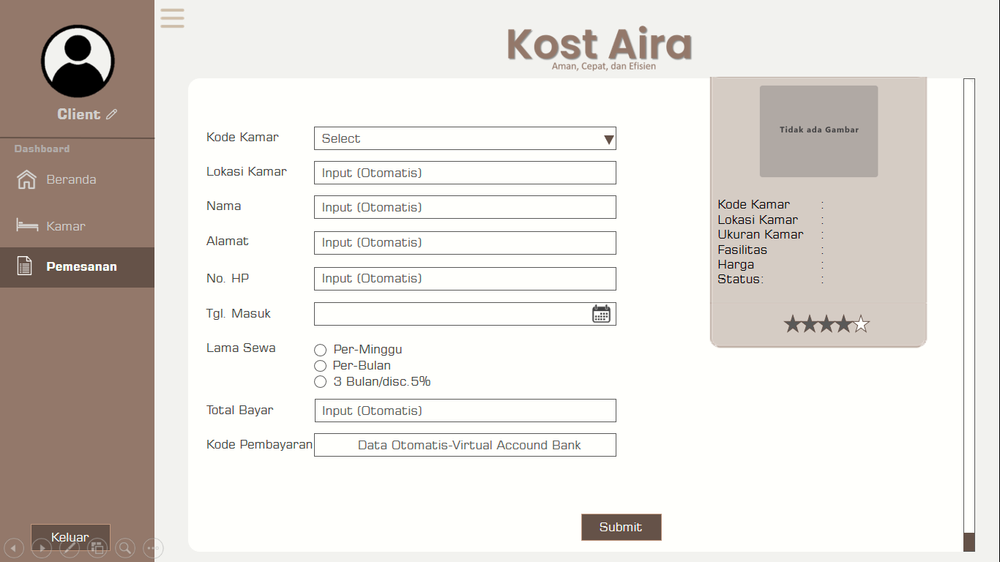 Kost Aira
Aman, Cepat, dan Efisien
Client
Dashboard
Beranda
Kamar
Pemesanan
Keluar
Kode Kamar Select
Lokasi Kamar Input (Otomatis)
Nama Input (Otomatis)
Alamat Input (Otomatis)
No. HP Input (Otomatis)
Tgl. Masuk
Lama Sewa Per-Minggu
Per-Bulan
3 Bulan/disc.5%
Total Bayar Input (Otomatis)
Kode Pembayaran Data Otomatis-Virtual Accound Bank
Submit
Tidak ada Gambar
Kode Kamar :
Lokasi Kamar :
Ukuran Kamar :
Fasilitas :
Harga :
Status: :